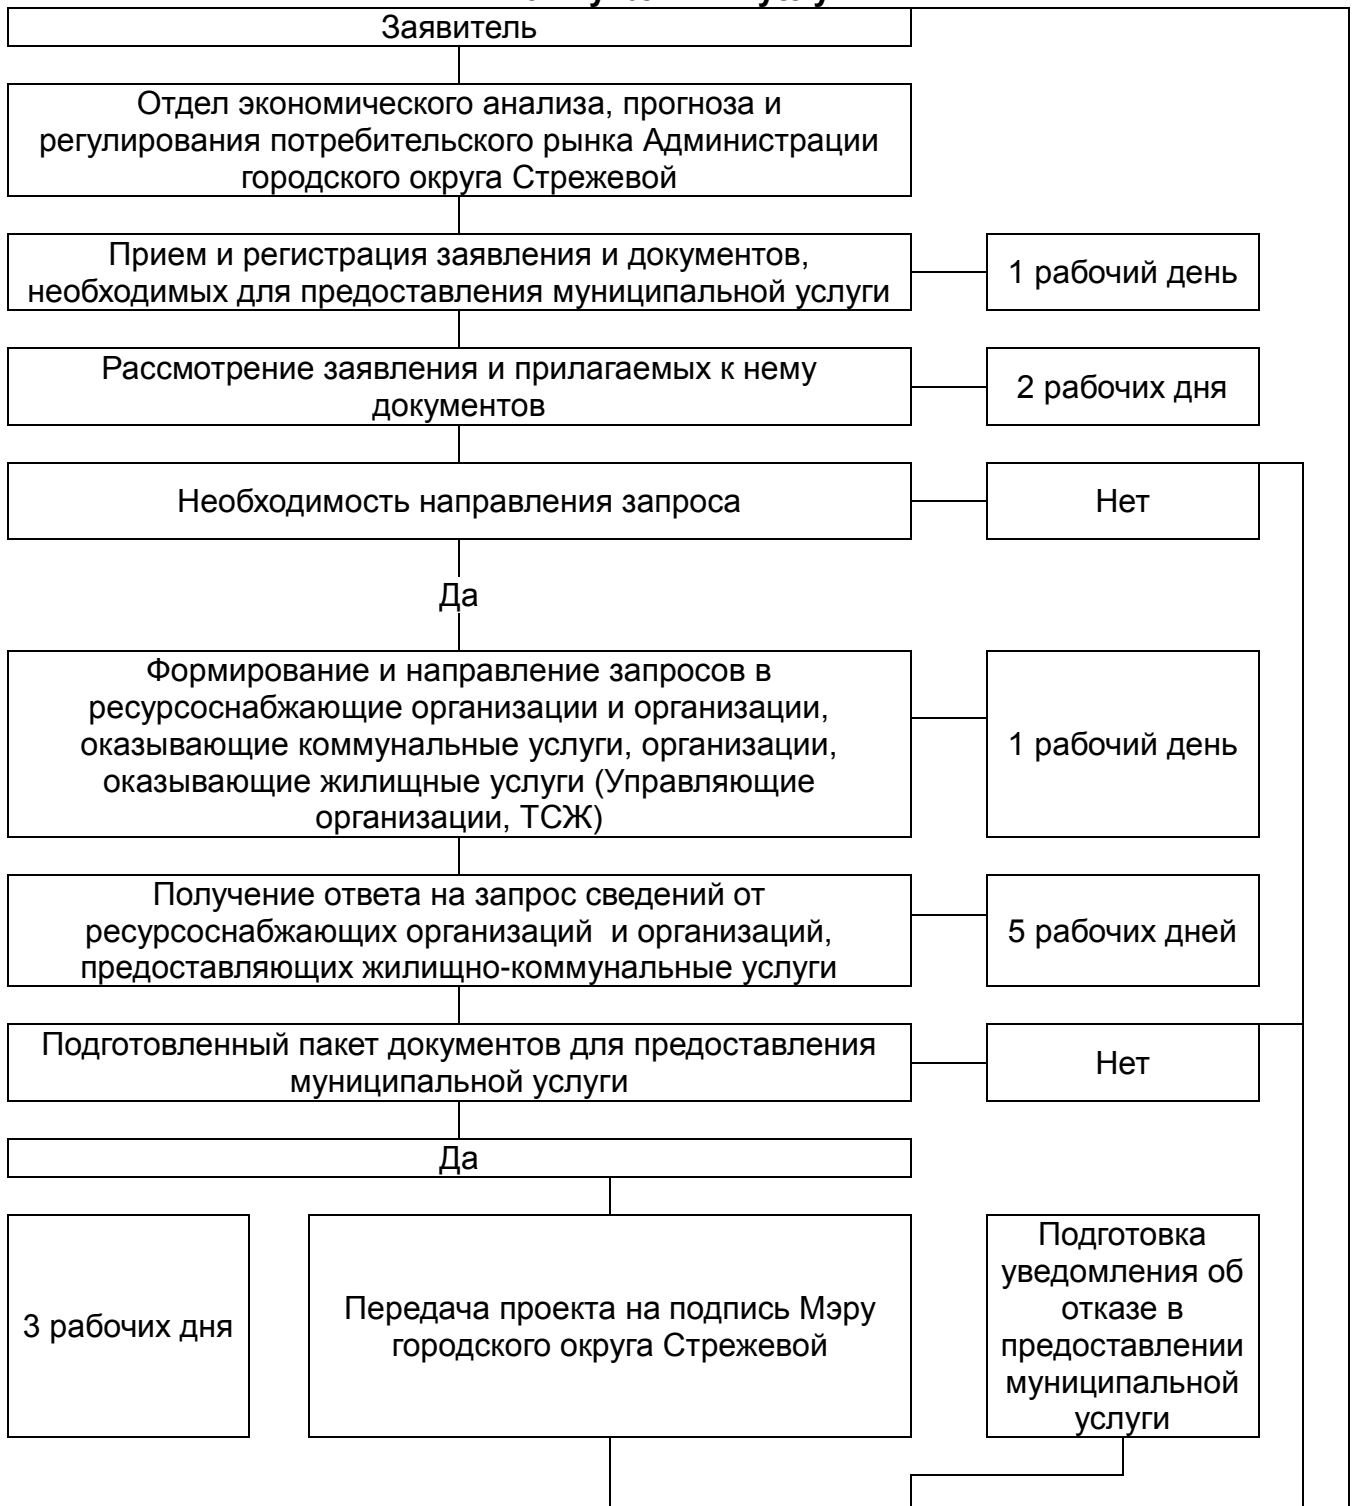 Заявитель
Отдел экономического анализа, прогноза и
регулирования потребительского рынка Администрации
городского округа Стрежевой
Прием и регистрация заявления и документов,
необходимых для предоставления муниципальной услуги
1 рабочий день
Рассмотрение заявления и прилагаемых к нему
документов
2 рабочих дня
Необходимость направления запроса
Нет
Да
Формирование и направление запросов в
ресурсоснабжающие организации и организации,
оказывающие коммунальные услуги, организации,
оказывающие жилищные услуги (Управляющие
организации, ТСЖ)
1 рабочий день
Получение ответа на запрос сведений от
ресурсоснабжающих организаций и организаций,
предоставляющих жилищно-коммунальные услуги
5 рабочих дней
Подготовленный пакет документов для предоставления
муниципальной услуги
Нет
Да
3 рабочих дня
Передача проекта на подпись Мэру
городского округа Стрежевой
Подготовка
уведомления об
отказе в
предоставлении
муниципальной
услуги